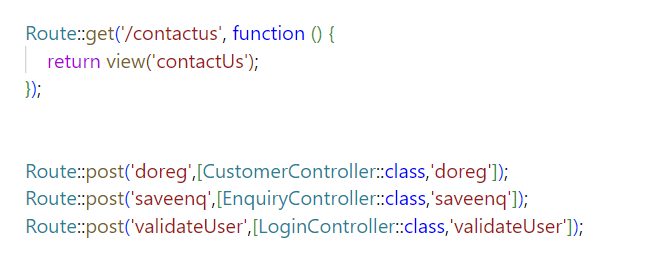 Route::get('/contactus', function () {
    return view('contactUs');
});
Route::post('doreg',[CustomerController::class,'doreg']);
Route::post('saveenq',[EnquiryController::class,'saveenq']);
Route::post('validateUser',[LoginController::class,'validateUser']);